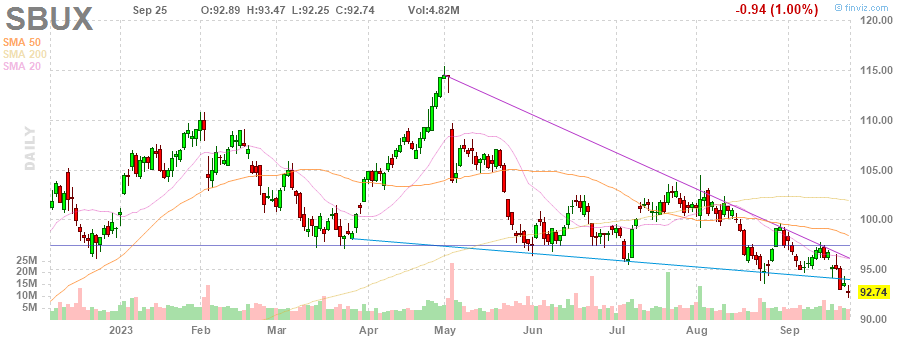 SBUX
Sep 25 O:92.89 H:93.47 L:92.25 C:92.74 Vol:4.82M -0.94 (1.00%) © finviz.com
SMA 50
SMA 200
SMA 20
DAILY
120.00
115.00
110.00
105.00
100.00
95.00
92.74
90.00
25M
20M
15M
10M
5M
2023 Feb Mar Apr May Jun Jul Aug Sep